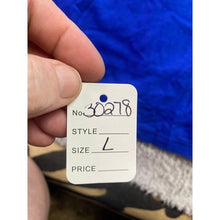 No. 30278
STYLE
SIZE L
PRICE